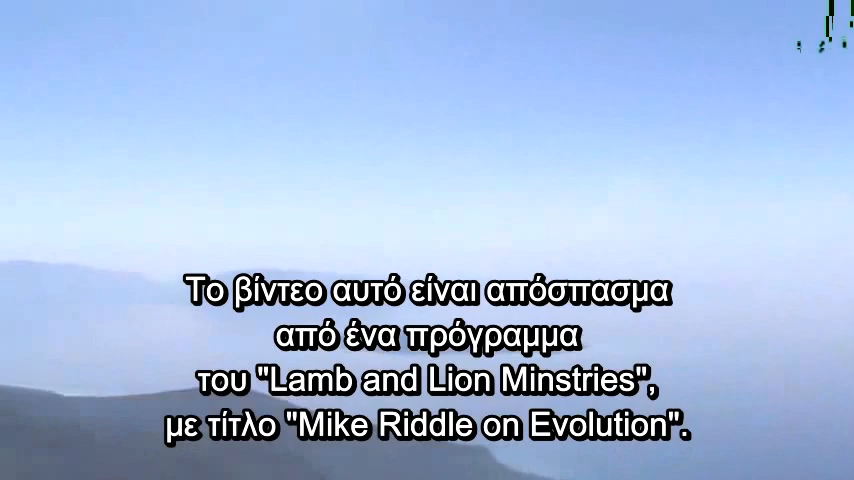 Το βίντεο αυτό είναι απόσπασμα
από ένα πρόγραμμα
του "Lamb and Lion Minstries",
με τίτλο "Mike Riddle on Evolution".